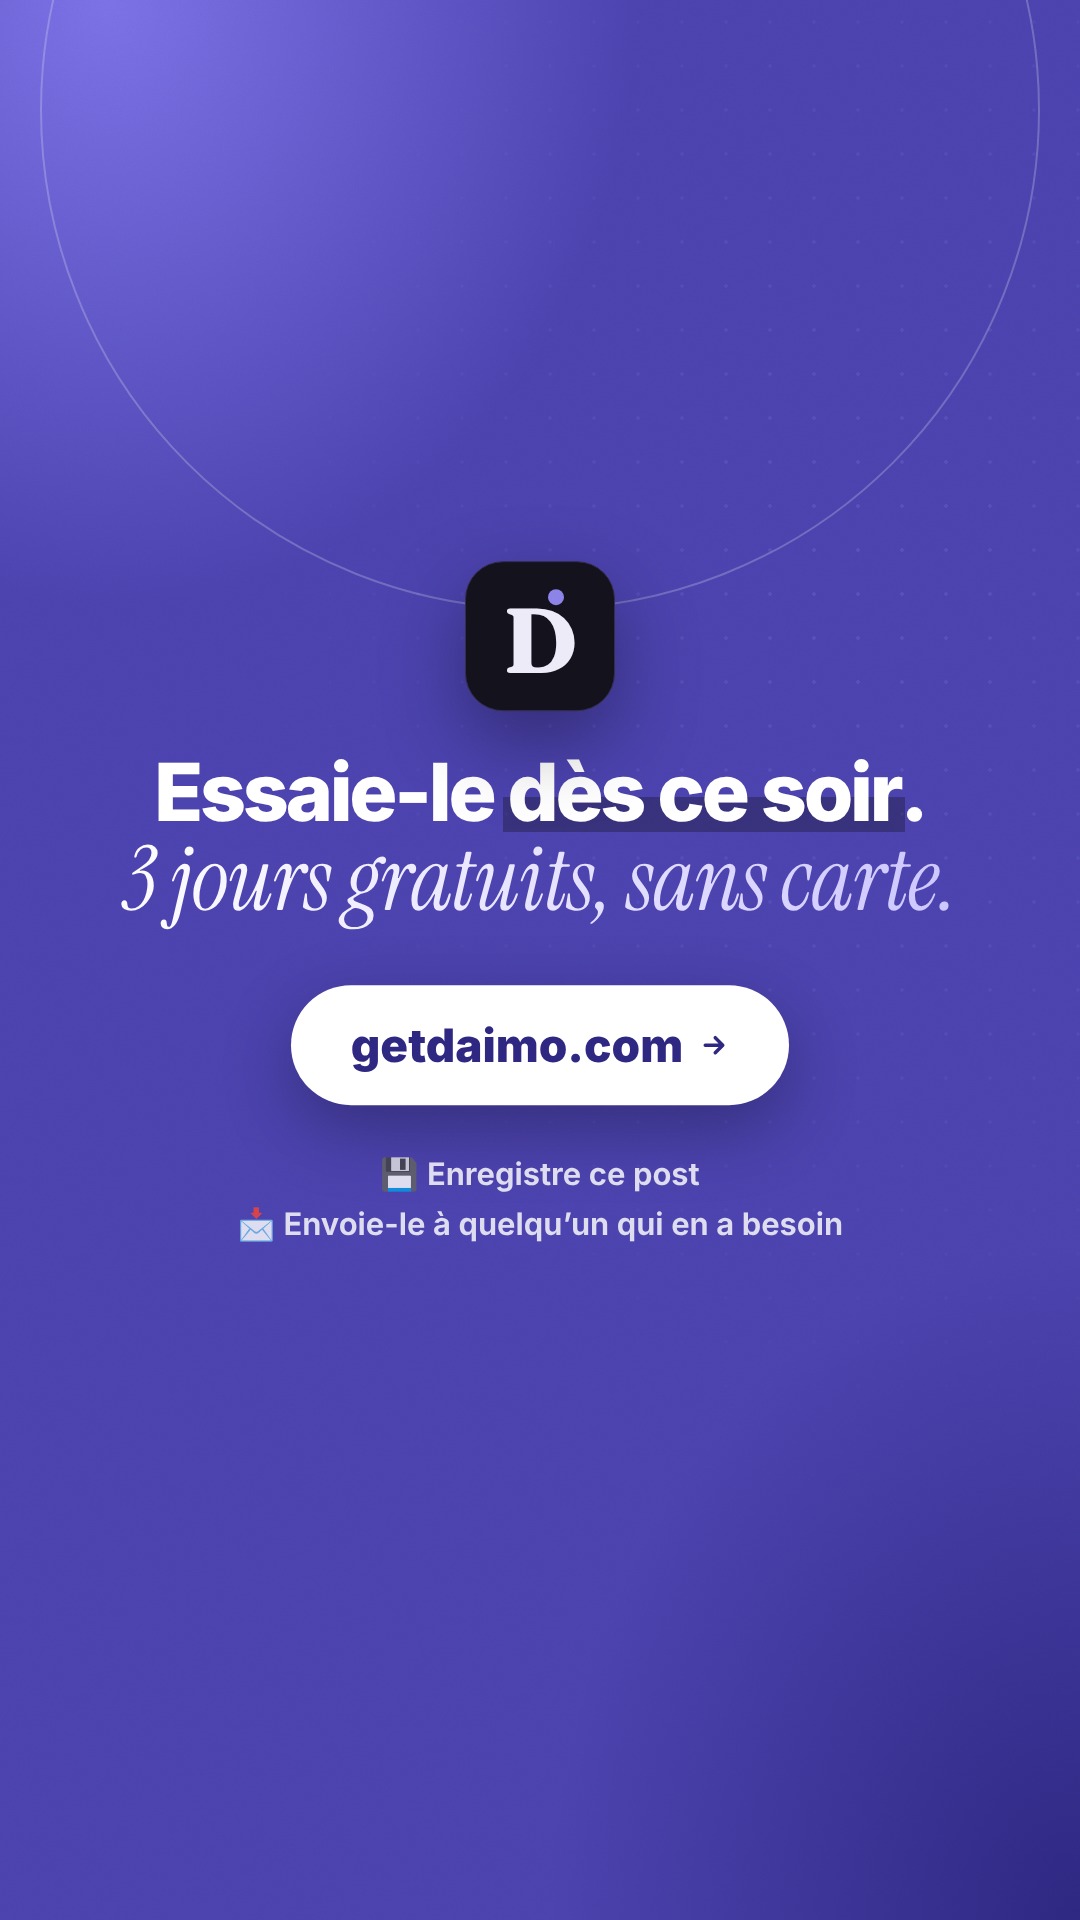 D
Essaie-le dès ce soir.
3 jours gratuits, sans carte.
getdaimo.com →
💾 Enregistre ce post
📩 Envoie-le à quelqu’un qui en a besoin